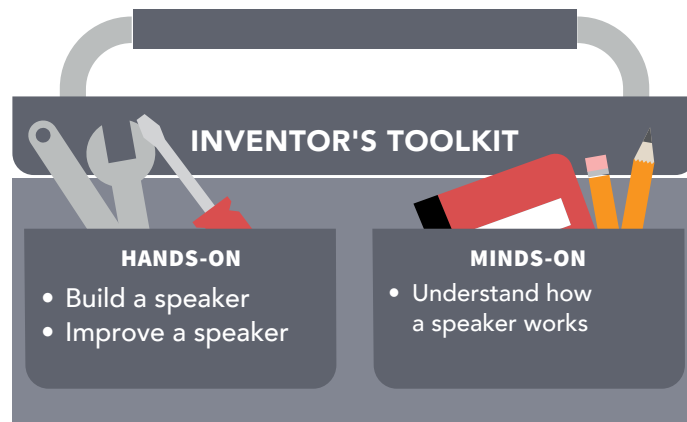 INVENTOR'S TOOLKIT
HANDS-ON
• Build a speaker
• Improve a speaker
MINDS-ON
• Understand how
a speaker works